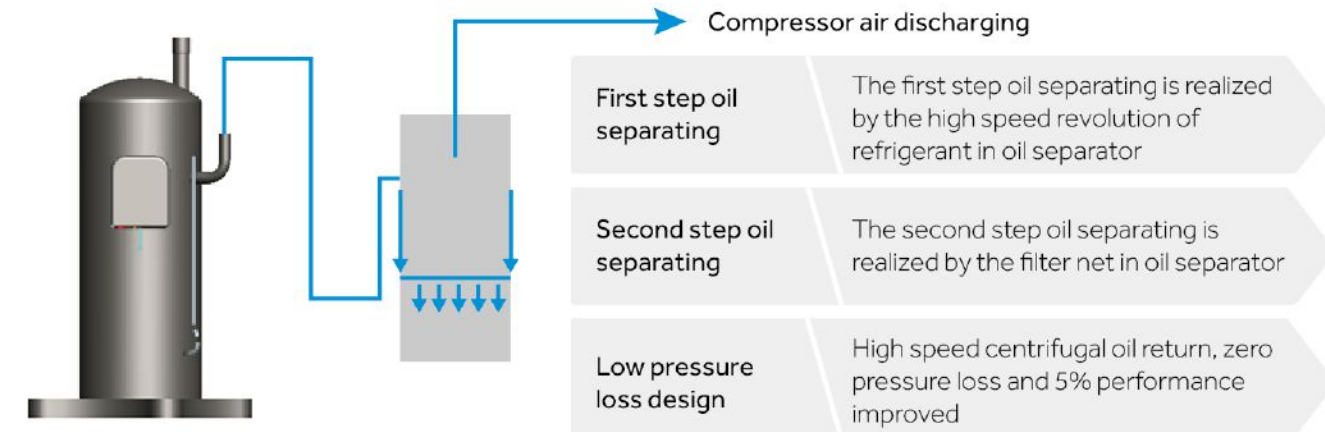 Compressor air discharging
First step oil
separating
The first step oil separating is realized
by the high speed revolution of
refrigerant in oil separator
Second step oil
separating
The second step oil separating is
realized by the filter net in oil separator
Low pressure
loss design
High speed centrifugal oil return, zero
pressure loss and 5% performance
improved